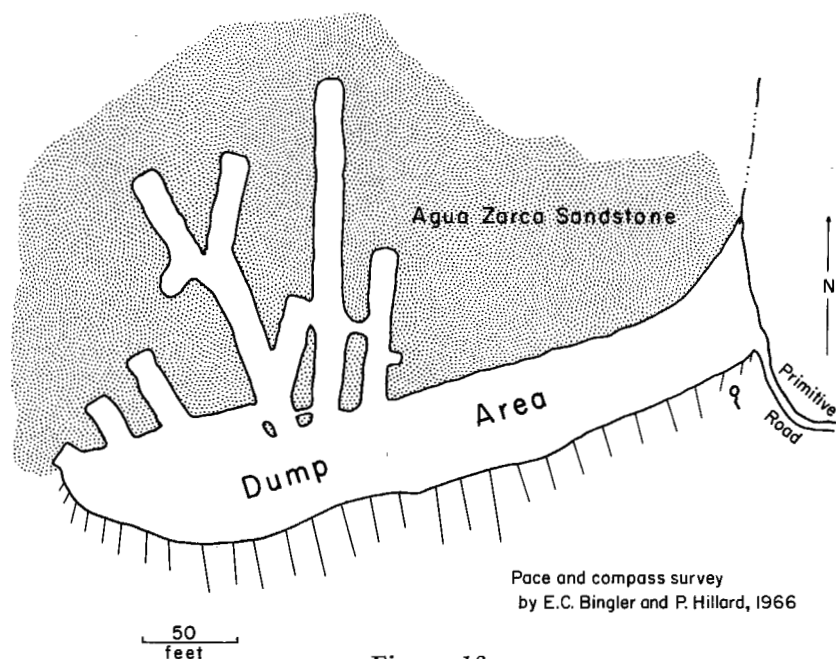 Agua Zarca Sandstone
N
Primitive
Road
Area
Dump
Pace and compass survey
by E.C. Bingler and P. Hillard, 1966
50
feet